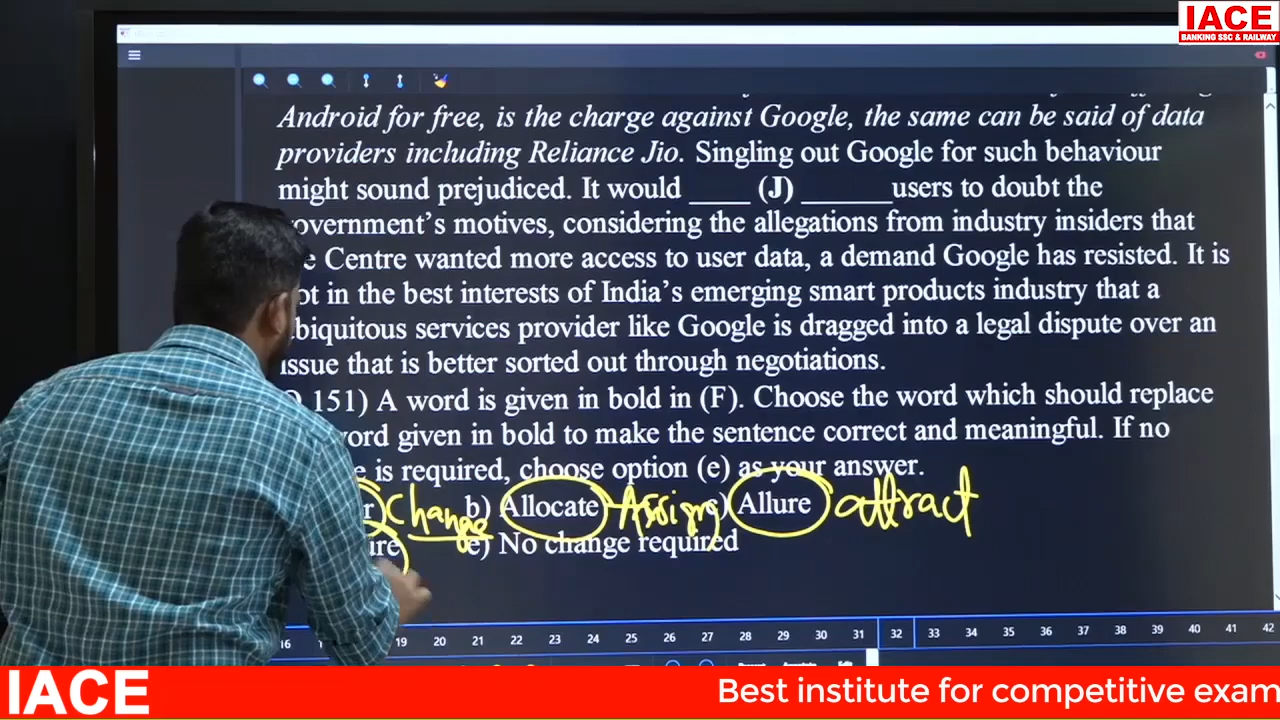 IACE
BANKING SSC & RAILWAY
Android for free, is the charge against Google, the same can be said of data
providers including Reliance Jio. Singling out Google for such behaviour
might sound prejudiced. It would ____ (J) ______users to doubt the
overnment's motives, considering the allegations from industry insiders that
e Centre wanted more access to user data, a demand Google has resisted. It is
ot in the best interests of India's emerging smart products industry that a
biquitous services provider like Google is dragged into a legal dispute over an
issue that is better sorted out through negotiations.
151) A word is given in bold in (F). Choose the word which should replace
word given in bold to make the sentence correct and meaningful. If no
e is required, choose option (e) as your answer.
r Change b) Allocate Assign c) Allure attract
ure e) No change required
16 19 20 21 22 23 24 25 26 27 28 29 30 31 32 33 34 35 36 37 38 39 40 41 42
IACE
Best institute for competitive exam